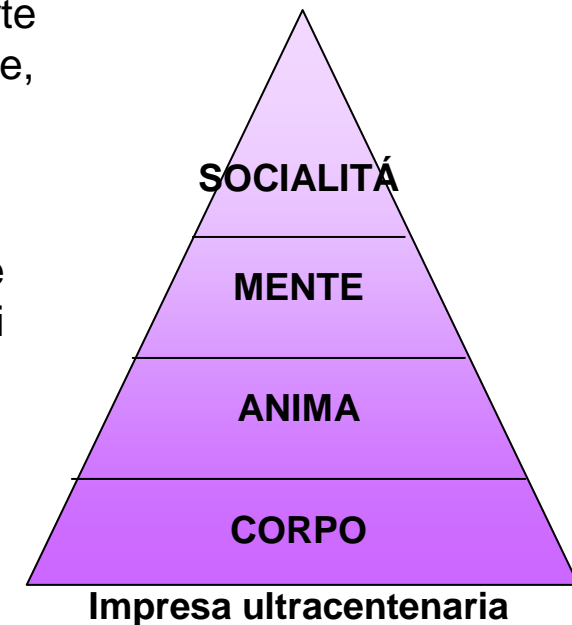 e,
SOCIALITÁ
MENTE
ANIMA
CORPO
Impresa ultracentenaria